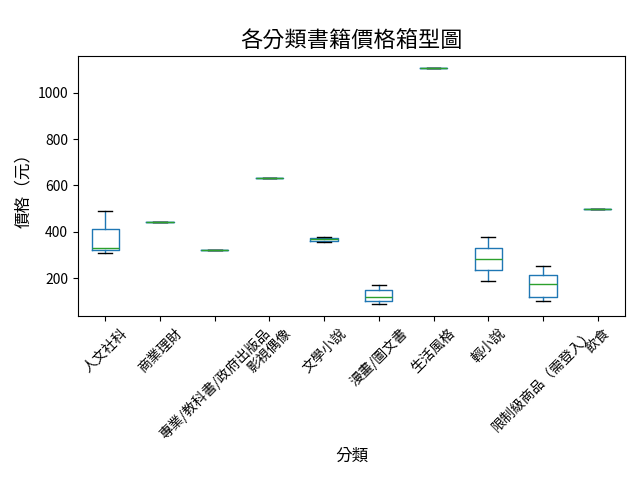 各分類書籍價格箱型圖
價格（元）
1000
800
600
400
200
人文社科
商業理財
專業/教科書/政府出版品
影視偶像
文學小說
漫畫/圖文書
生活風格
輕小說
限制級商品（需登入）
飲食
分類